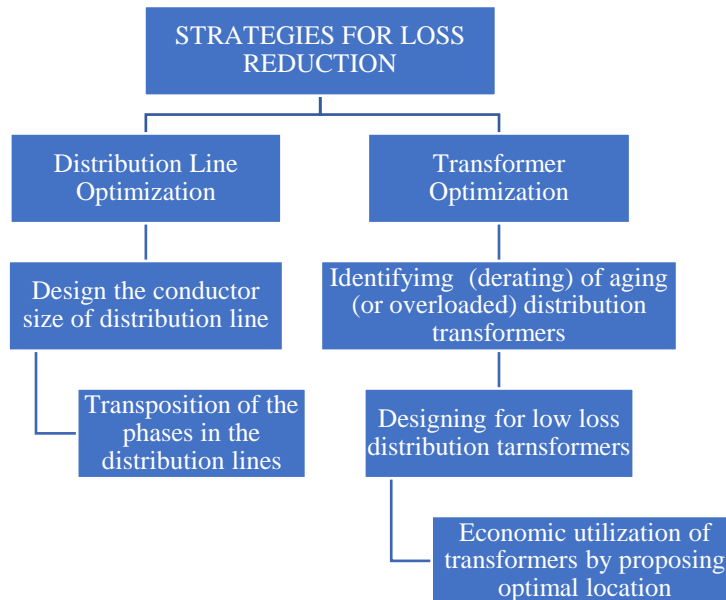 STRATEGIES FOR LOSS
REDUCTION
Distribution Line
Optimization
Transformer
Optimization
Design the conductor
size of distribution line
Identifyimg (derating) of aging
(or overloaded) distribution
transformers
Transposition of the
phases in the
distribution lines
Designing for low loss
distribution tarnsformers
Economic utilization of
transformers by proposing
optimal location